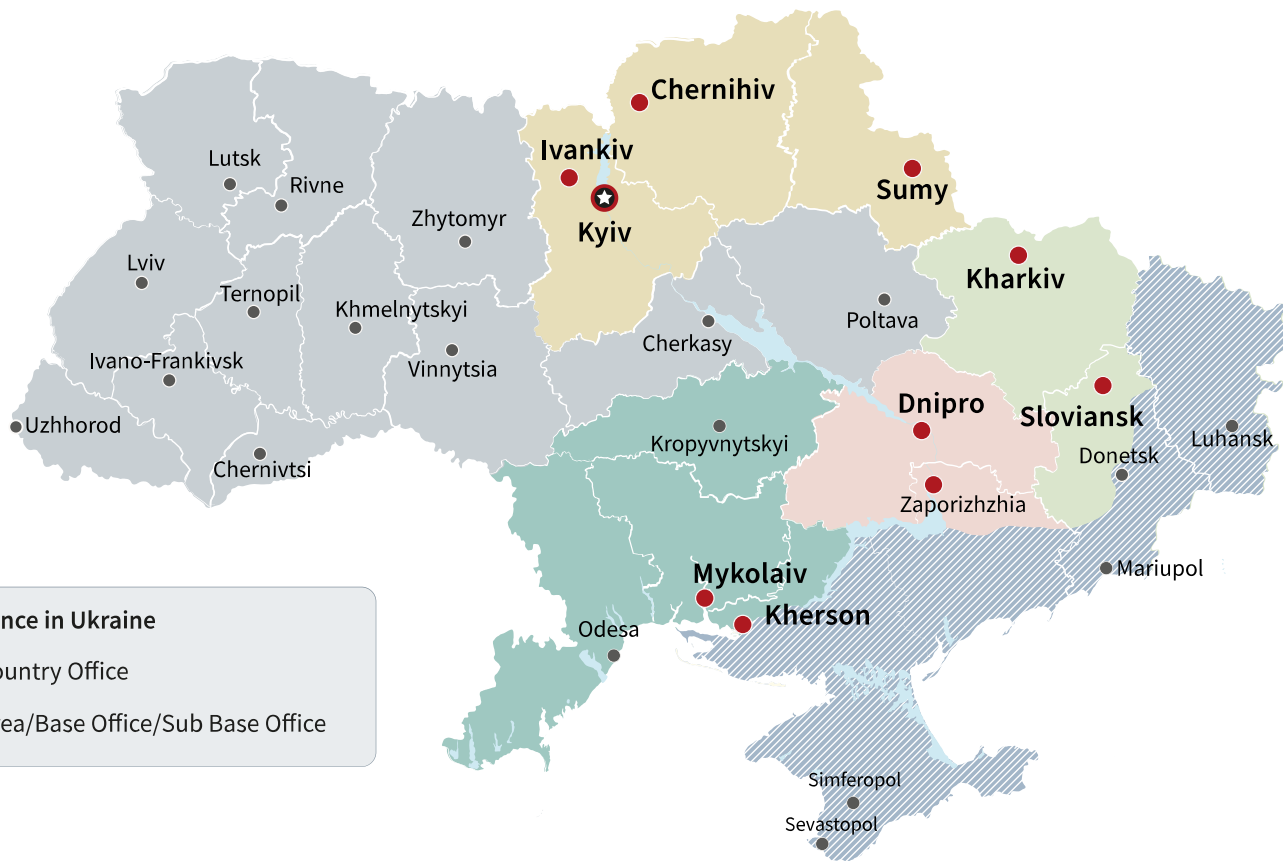 Chernihiv
Ivankiv
Lutsk
Rivne
Sumy
Zhytomyr
Kyiv
Lviv
Kharkiv
Ternopil
Khmelnytskyi
Poltava
Cherkasy
Ivano-Frankivsk
Vinnytsia
Dnipro
Sloviansk
Uzhhorod
Kropyvnytskyi
Luhansk
Donetsk
Chernivtsi
Zaporizhzhia
Mariupol
Mykolaiv
Kherson
Odesa
nce in Ukraine
ountry Office
rea/Base Office/Sub Base Office
Simferopol
Sevastopol